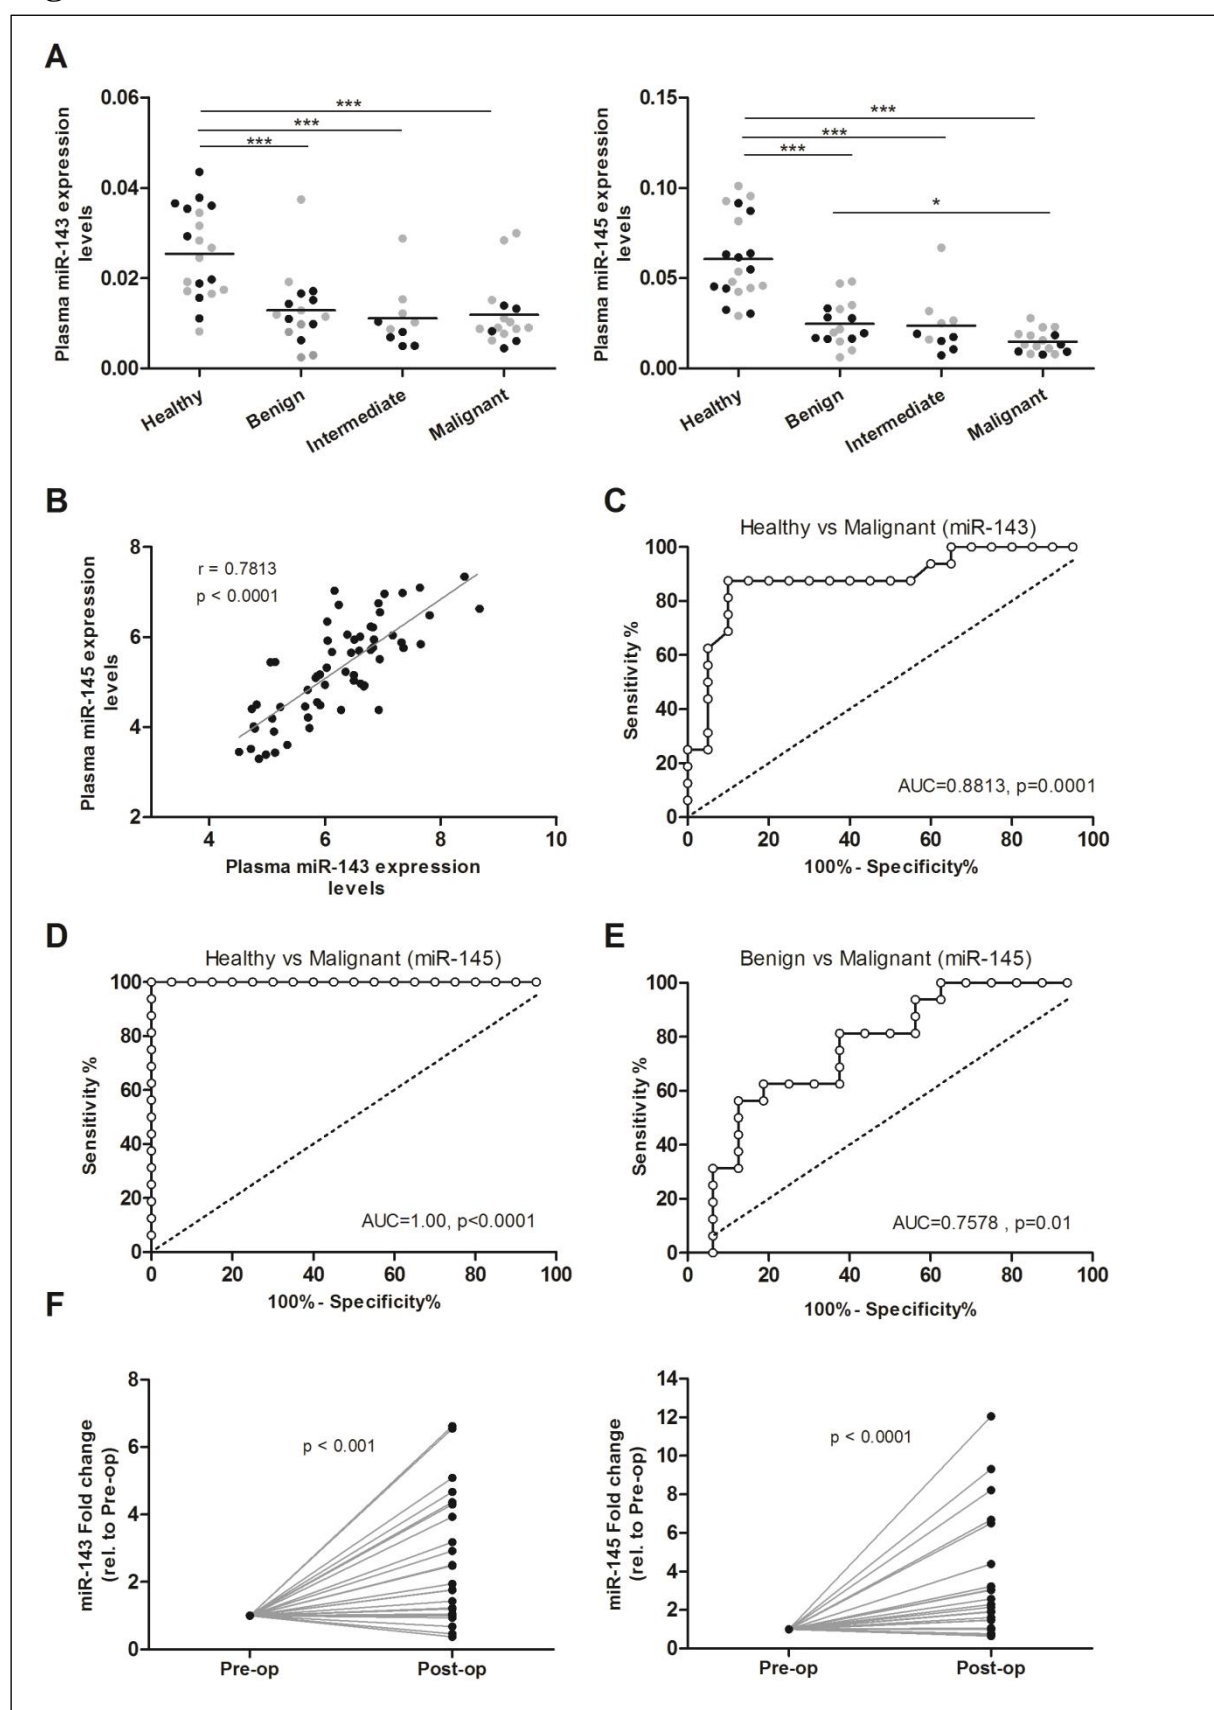 A
Plasma miR-143 expression
levels
0.06
0.04
0.02
0.00
***
***
***
Healthy
Benign
Intermediate
Malignant
Plasma miR-145 expression
levels
0.15
0.10
0.05
0.00
***
***
***
*
Healthy
Benign
Intermediate
Malignant
B
Plasma miR-145 expression
levels
8
6
4
2
r = 0.7813
p < 0.0001
4
6
8
10
Plasma miR-143 expression
levels
C
Healthy vs Malignant (miR-143)
Sensitivity %
100
80
60
40
20
0
AUC=0.8813, p=0.0001
0
20
40
60
80
100
100%- Specificity%
D
Healthy vs Malignant (miR-145)
Sensitivity %
100
80
60
40
20
0
AUC=1.00, p<0.0001
0
20
40
60
80
100
100%- Specificity%
E
Benign vs Malignant (miR-145)
Sensitivity %
100
80
60
40
20
0
AUC=0.7578 , p=0.01
0
20
40
60
80
100
100%- Specificity%
F
miR-143 Fold change
(rel. to Pre-op)
8
6
4
2
0
p < 0.001
Pre-op
Post-op
miR-145 Fold change
(rel. to Pre-op)
14
12
10
8
6
4
2
0
p < 0.0001
Pre-op
Post-op